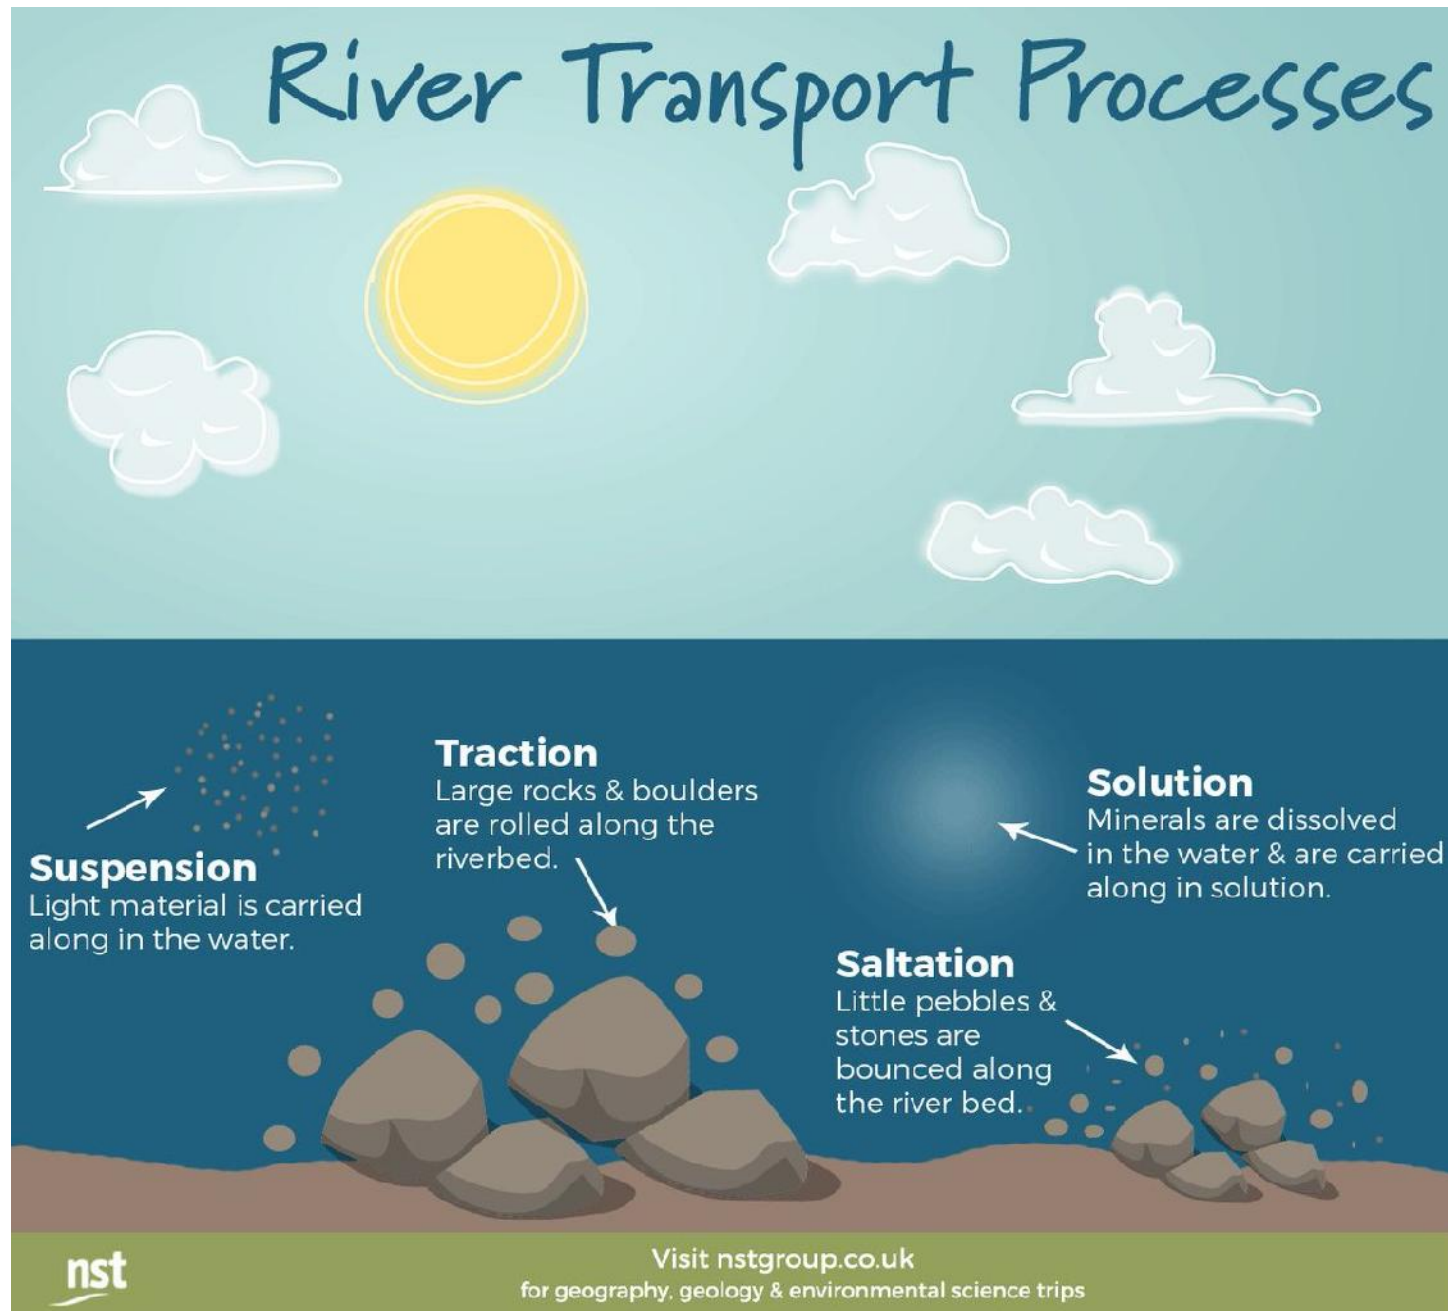 River Transport Processes
Suspension
Light material is carried
along in the water.
Traction
Large rocks & boulders
are rolled along the
riverbed.
Solution
Minerals are dissolved
in the water & are carried
along in solution.
Saltation
Little pebbles &
stones are
bounced along
the river bed.
nst
Visit nstgroup.co.uk
for geography, geology & environmental science trips